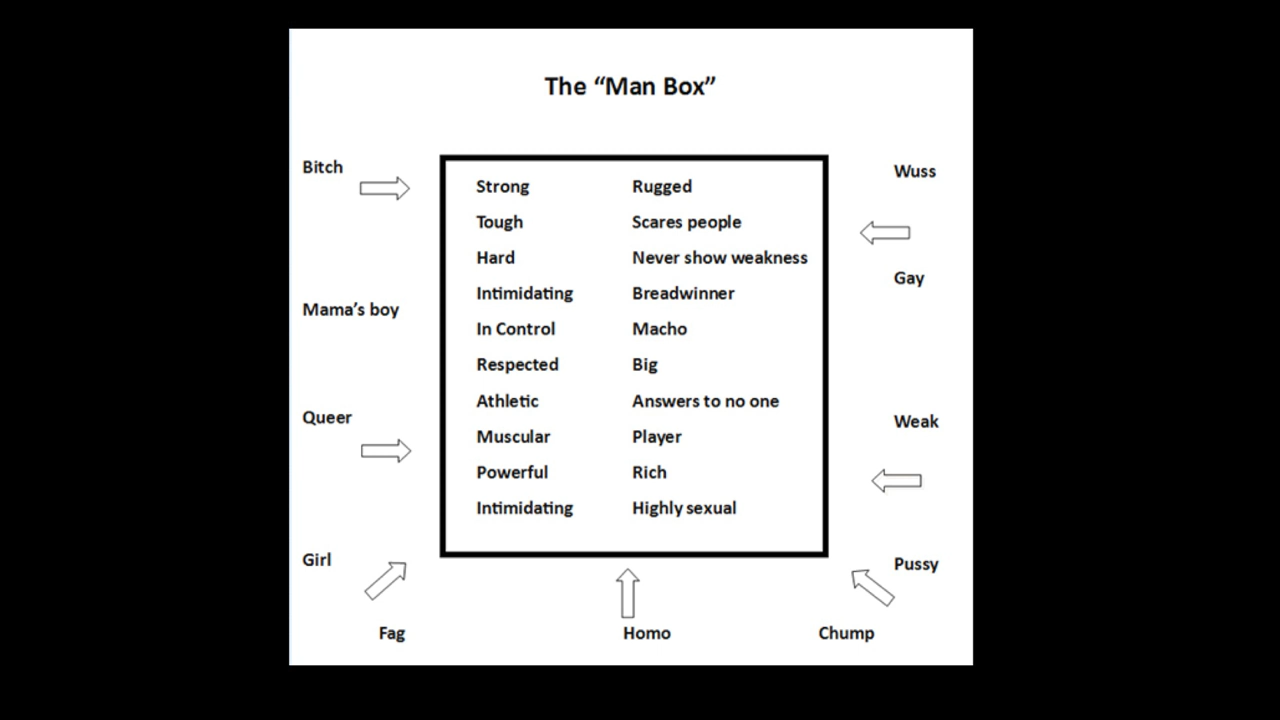 The “Man Box”
Bitch
Wuss
Strong Rugged
Tough Scares people
Hard Never show weakness
Gay
Intimidating Breadwinner
Mama’s boy
In Control Macho
Respected Big
Athletic Answers to no one
Queer
Weak
Muscular Player
Powerful Rich
Intimidating Highly sexual
Girl
Pussy
Fag Homo Chump